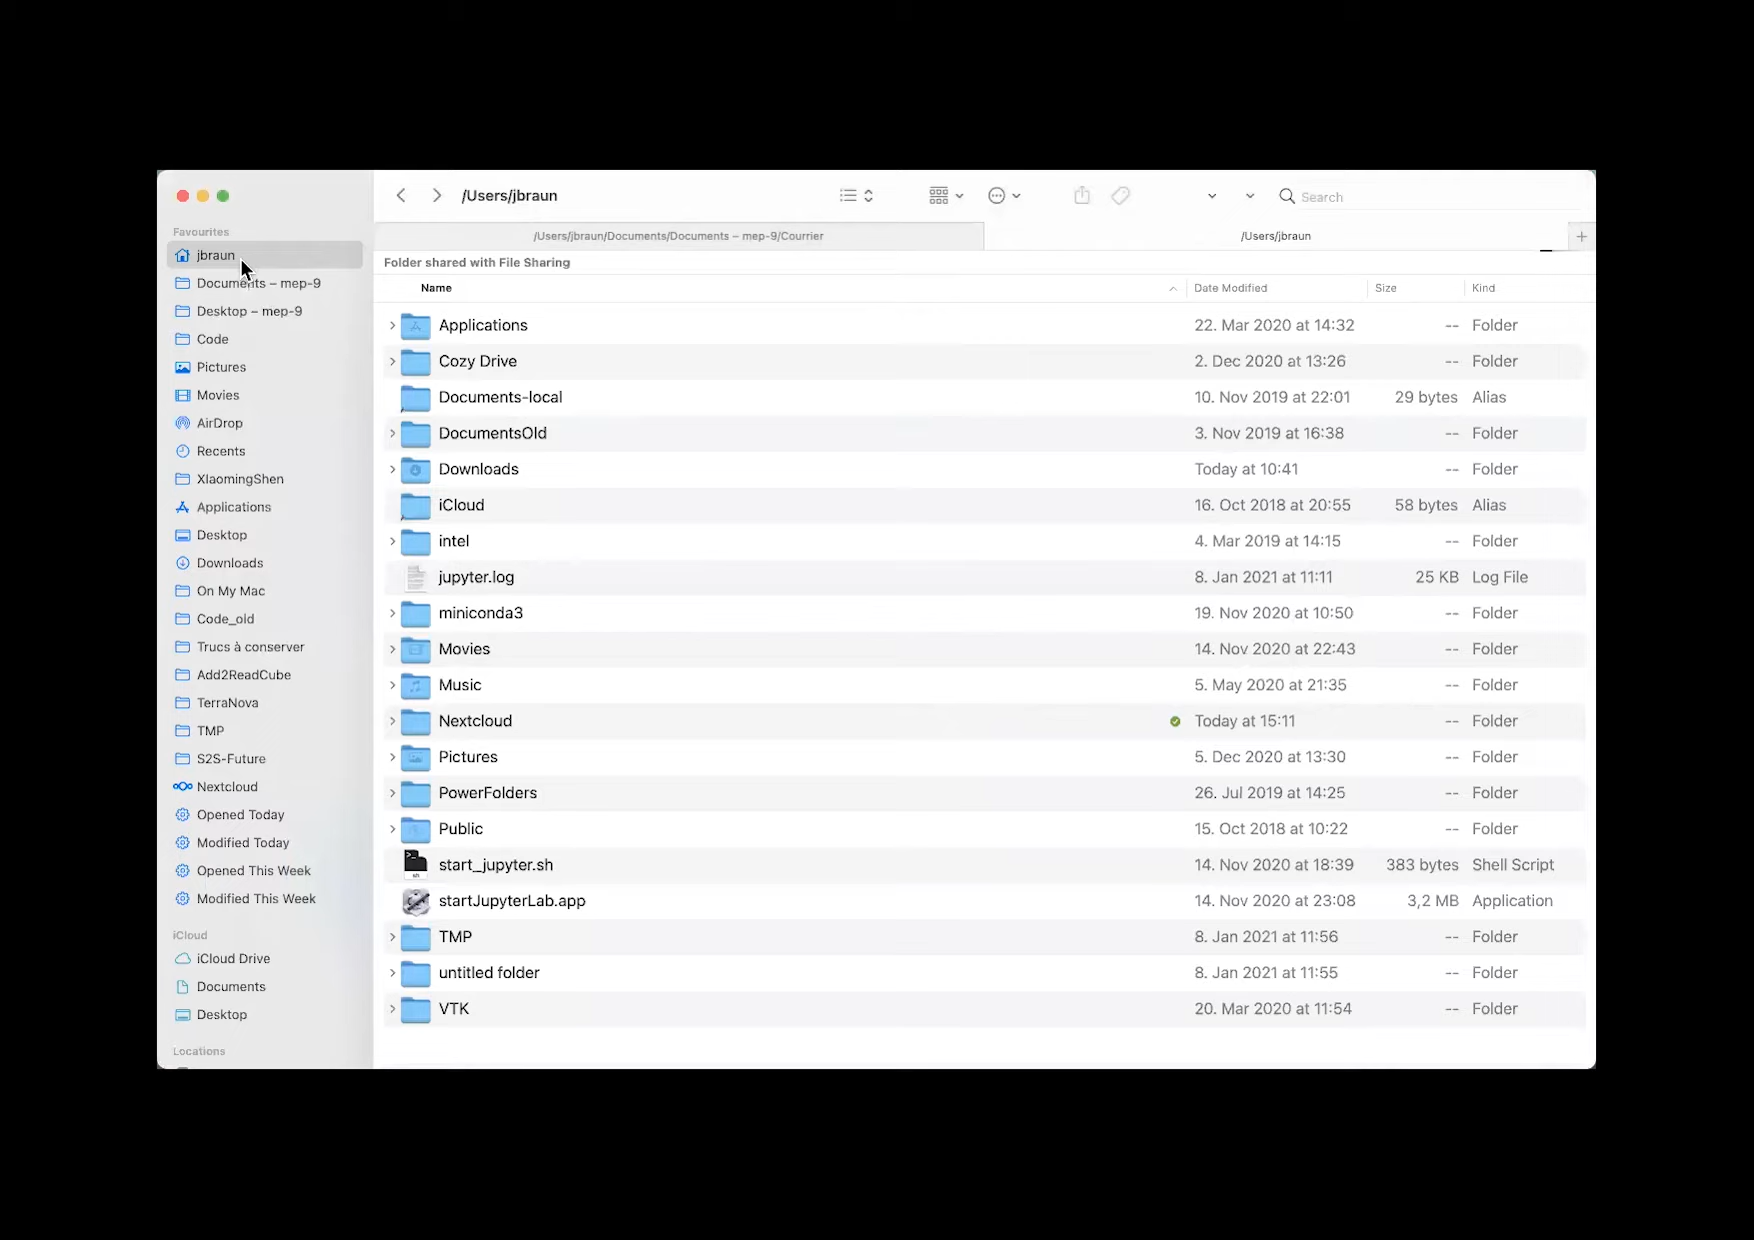 /Users/jbraun
Search
/Users/jbraun/Documents/Documents – mep-9/Courrier
/Users/jbraun
Folder shared with File Sharing
Favourites
jbraun
Documents – mep-9
Desktop – mep-9
Code
Pictures
Movies
AirDrop
Recents
XIaomingShen
Applications
Desktop
Downloads
On My Mac
Code_old
Trucs à conserver
Add2ReadCube
TerraNova
TMP
S2S-Future
Nextcloud
Opened Today
Modified Today
Opened This Week
Modified This Week
iCloud
iCloud Drive
Documents
Desktop
Locations
Name Date Modified Size Kind
Applications 22. Mar 2020 at 14:32 -- Folder
Cozy Drive 2. Dec 2020 at 13:26 -- Folder
Documents-local 10. Nov 2019 at 22:01 29 bytes Alias
DocumentsOld 3. Nov 2019 at 16:38 -- Folder
Downloads Today at 10:41 -- Folder
iCloud 16. Oct 2018 at 20:55 58 bytes Alias
intel 4. Mar 2019 at 14:15 -- Folder
jupyter.log 8. Jan 2021 at 11:11 25 KB Log File
miniconda3 19. Nov 2020 at 10:50 -- Folder
Movies 14. Nov 2020 at 22:43 -- Folder
Music 5. May 2020 at 21:35 -- Folder
Nextcloud Today at 15:11 -- Folder
Pictures 5. Dec 2020 at 13:30 -- Folder
PowerFolders 26. Jul 2019 at 14:25 -- Folder
Public 15. Oct 2018 at 10:22 -- Folder
start_jupyter.sh 14. Nov 2020 at 18:39 383 bytes Shell Script
startJupyterLab.app 14. Nov 2020 at 23:08 3,2 MB Application
TMP 8. Jan 2021 at 11:56 -- Folder
untitled folder 8. Jan 2021 at 11:55 -- Folder
VTK 20. Mar 2020 at 11:54 -- Folder